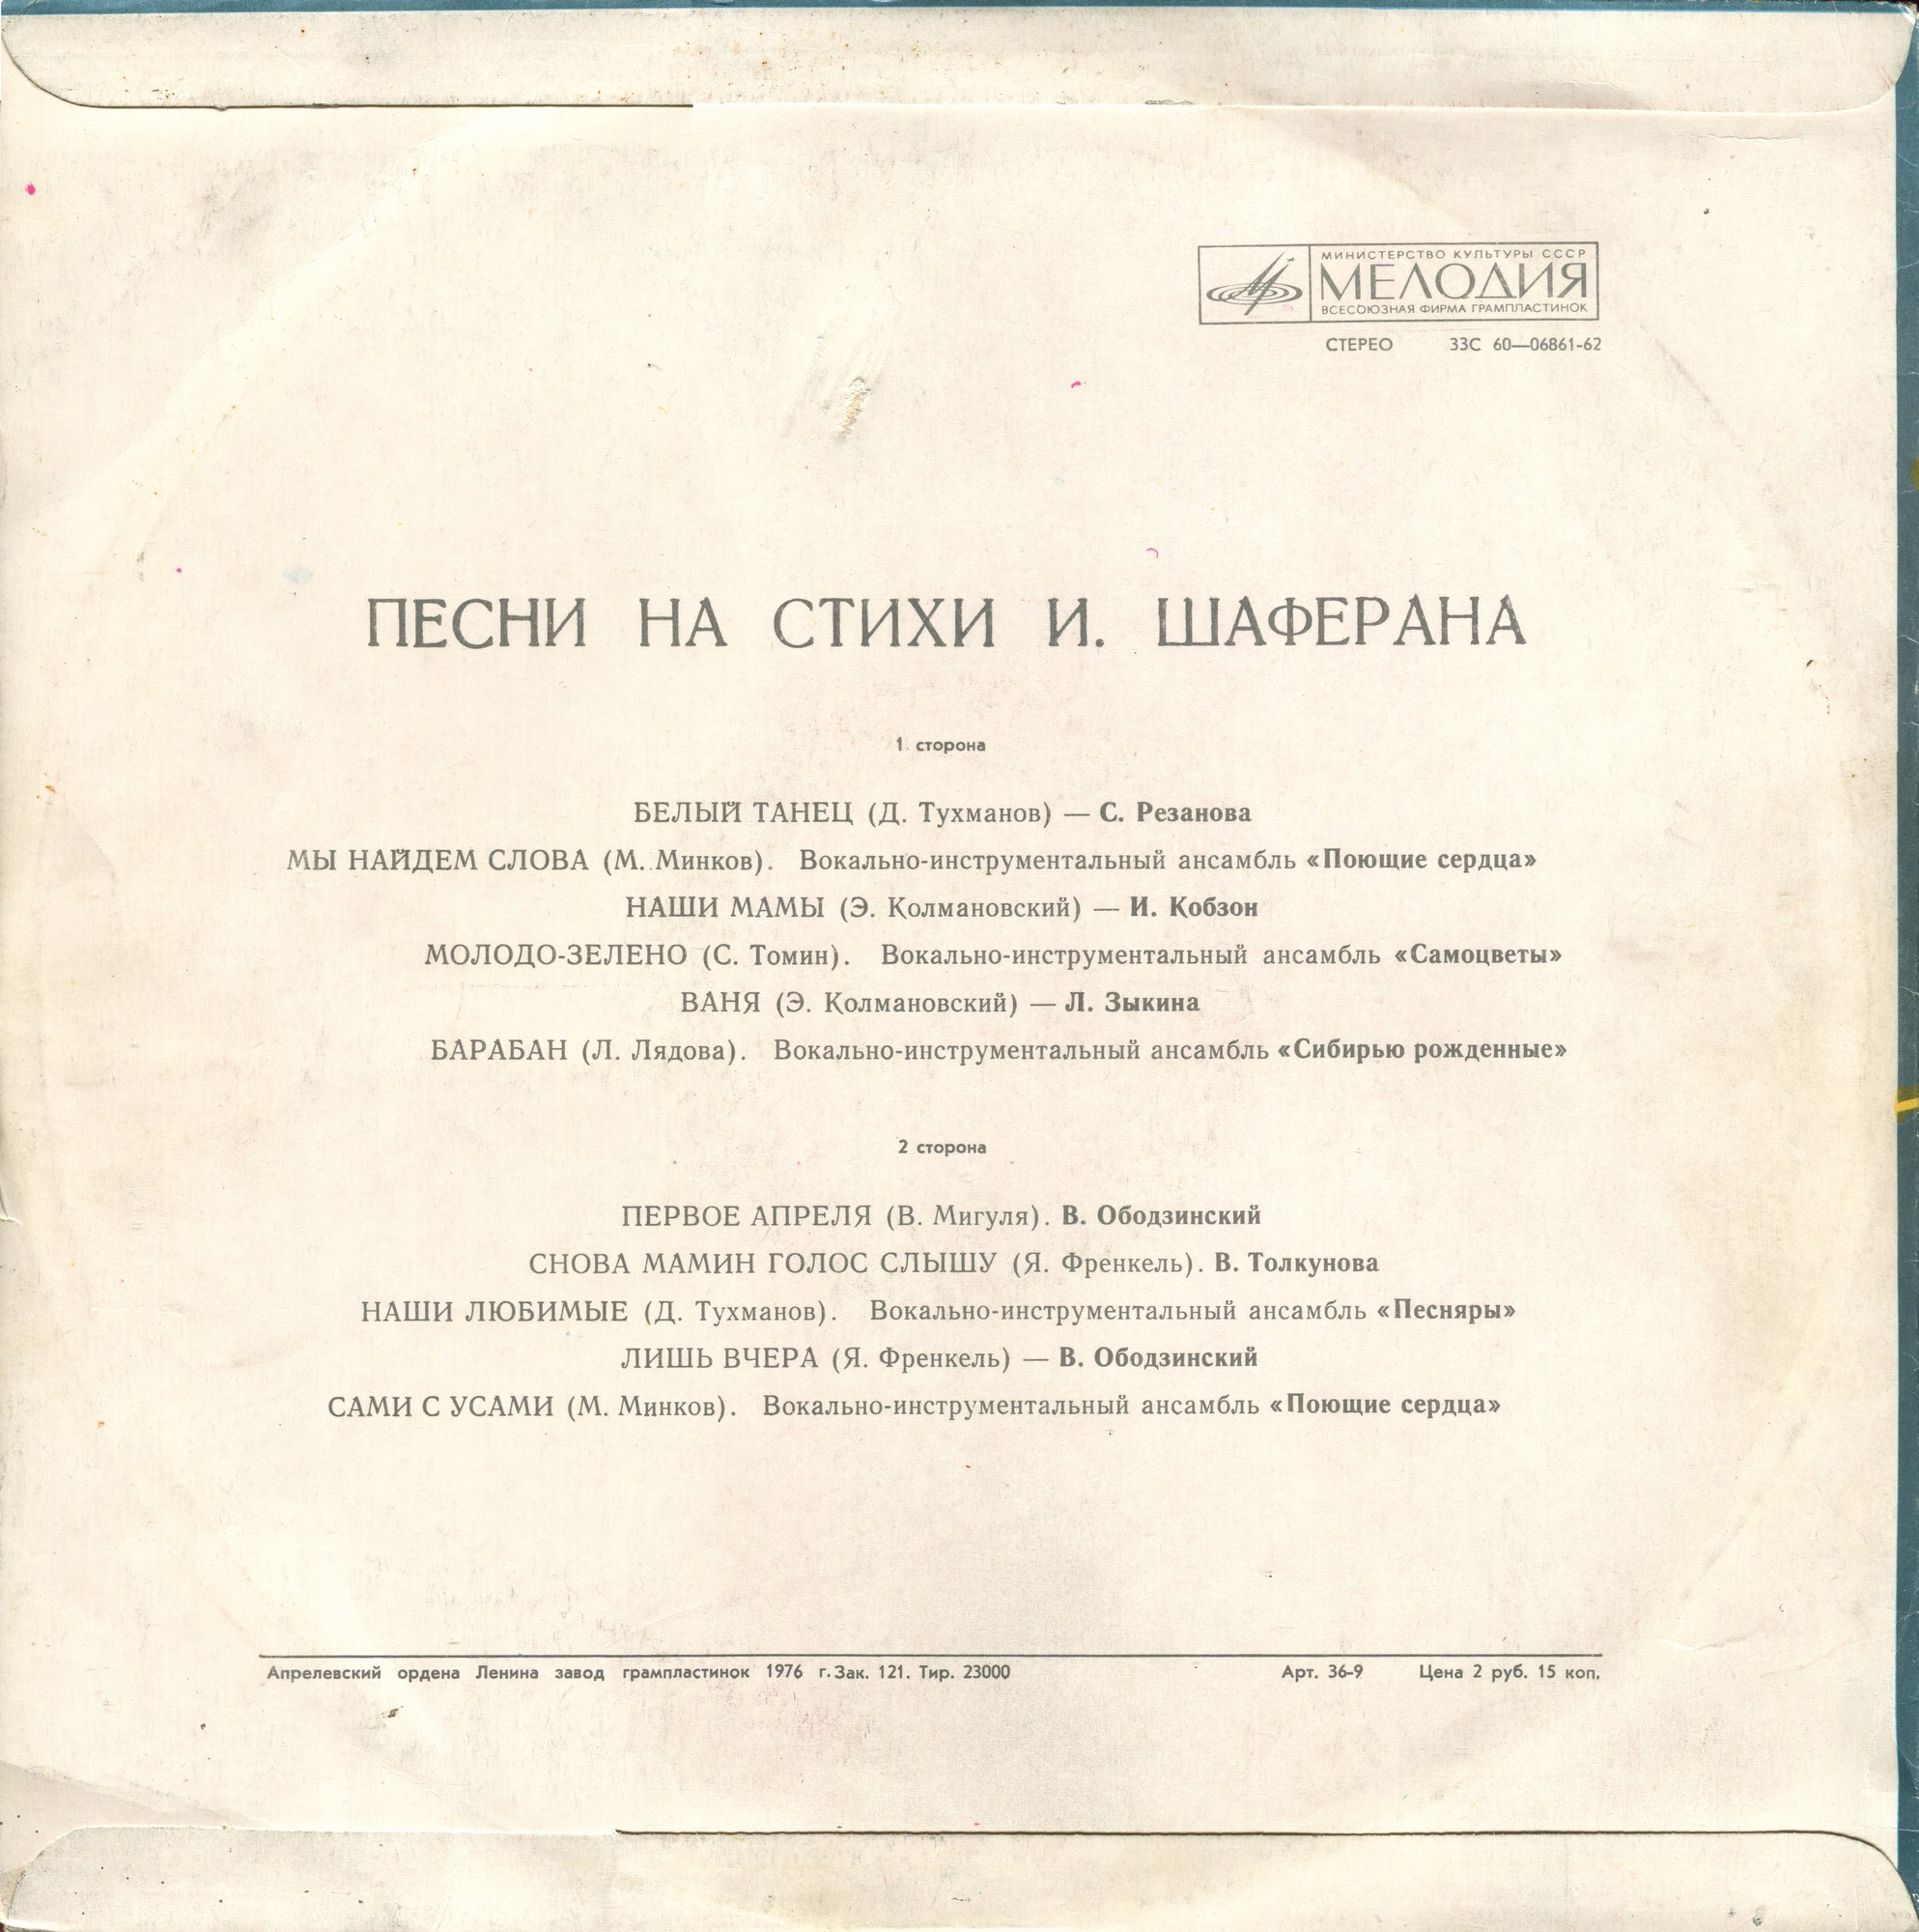 МИНИСТЕРСТВО КУЛЬТУРЫ СССР
МЕЛОДИЯ
ВСЕСОЮЗНАЯ ФИРМА ГРАМПЛАСТИНОК
СТЕРЕО 33С 60—06861-62
ПЕСНИ НА СТИХИ И. ШАФЕРАНА
1 сторона
БЕЛЫЙ ТАНЕЦ (Д. Тухманов) — С. Резанова
МЫ НАЙДЕМ СЛОВА (М. Минков). Вокально-инструментальный ансамбль «Поющие сердца»
НАШИ МАМЫ (Э. Колмановский) — И. Кобзон
МОЛОДО-ЗЕЛЕНО (С. Томин). Вокально-инструментальный ансамбль «Самоцветы»
ВАНЯ (Э. Колмановский) — Л. Зыкина
БАРАБАН (Л. Лядова). Вокально-инструментальный ансамбль «Сибирью рожденные»
2 сторона
ПЕРВОЕ АПРЕЛЯ (В. Мигуля). В. Ободзинский
СНОВА МАМИН ГОЛОС СЛЫШУ (Я. Френкель). В. Толкунова
НАШИ ЛЮБИМЫЕ (Д. Тухманов). Вокально-инструментальный ансамбль «Песняры»
ЛИШЬ ВЧЕРА (Я. Френкель) — В. Ободзинский
САМИ С УСАМИ (М. Минков). Вокально-инструментальный ансамбль «Поющие сердца»
Апрелевский ордена Ленина завод грампластинок 1976 г. Зак. 121. Тир. 23000 Арт. 36-9 Цена 2 руб. 15 коп.